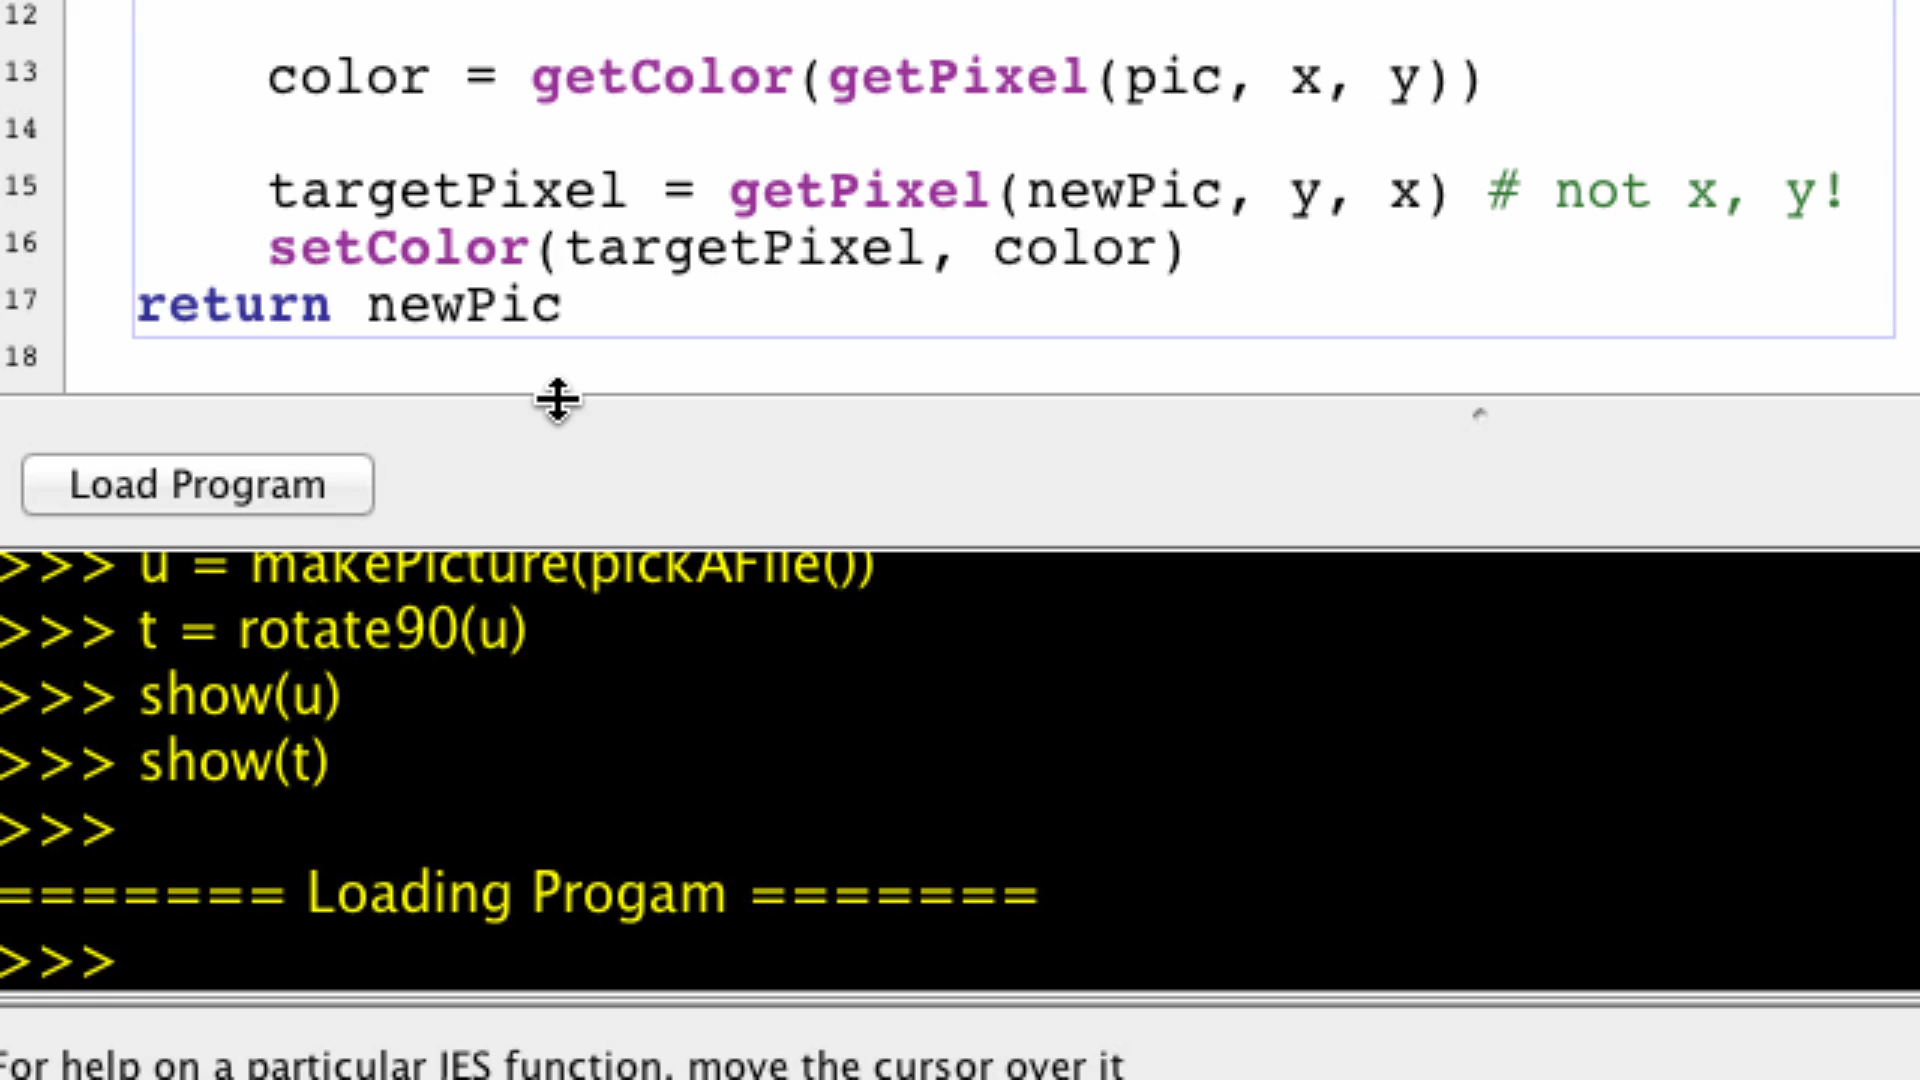 12
13 color = getColor(getPixel(pic, x, y))
14
15 targetPixel = getPixel(newPic, y, x) # not x, y!
16 setColor(targetPixel, color)
17 return newPic
18
Load Program
>>> u = makePicture(pickAFile())
>>> t = rotate90(u)
>>> show(u)
>>> show(t)
>>>
======= Loading Progam =======
>>>
For help on a particular JES function, move the cursor over it